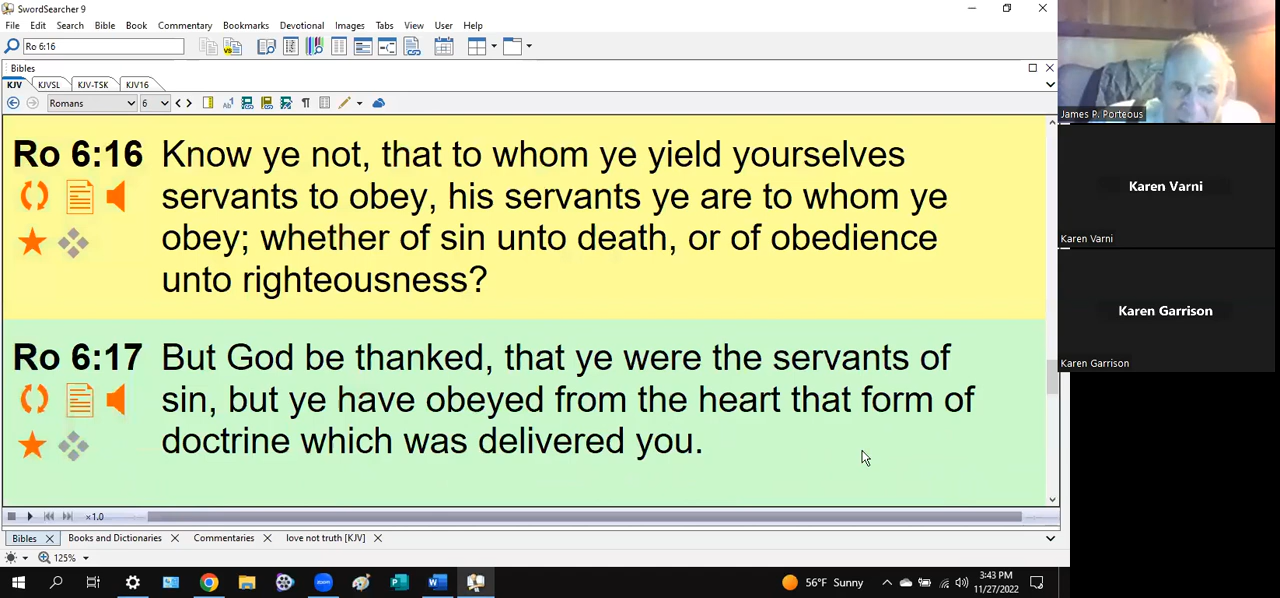 SwordSearcher 9
File Edit Search Bible Book Commentary Bookmarks Devotional Images Tabs View User Help
Ro 6:16
Bibles
KJV KJVSL KJV-TSK KJV16
Romans 6
Ro 6:16 Know ye not, that to whom ye yield yourselves
servants to obey, his servants ye are to whom ye
obey; whether of sin unto death, or of obedience
unto righteousness?
Ro 6:17 But God be thanked, that ye were the servants of
sin, but ye have obeyed from the heart that form of
doctrine which was delivered you.
×1.0
Bibles Books and Dictionaries Commentaries love not truth [KJV]
125%
56°F Sunny 3:43 PM
11/27/2022
James P. Porteous
Karen Varni
Karen Varni
Karen Garrison
Karen Garrison